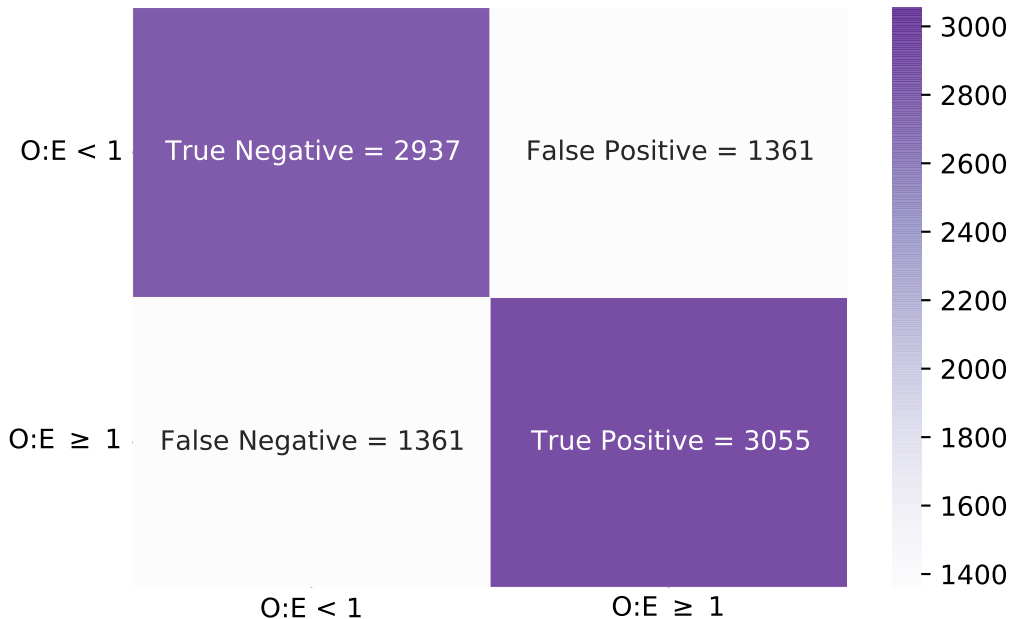 O:E < 1
True Negative = 2937
False Positive = 1361
O:E ≥ 1
False Negative = 1361
True Positive = 3055
O:E < 1
O:E ≥ 1
3000
2800
2600
2400
2200
2000
1800
1600
1400